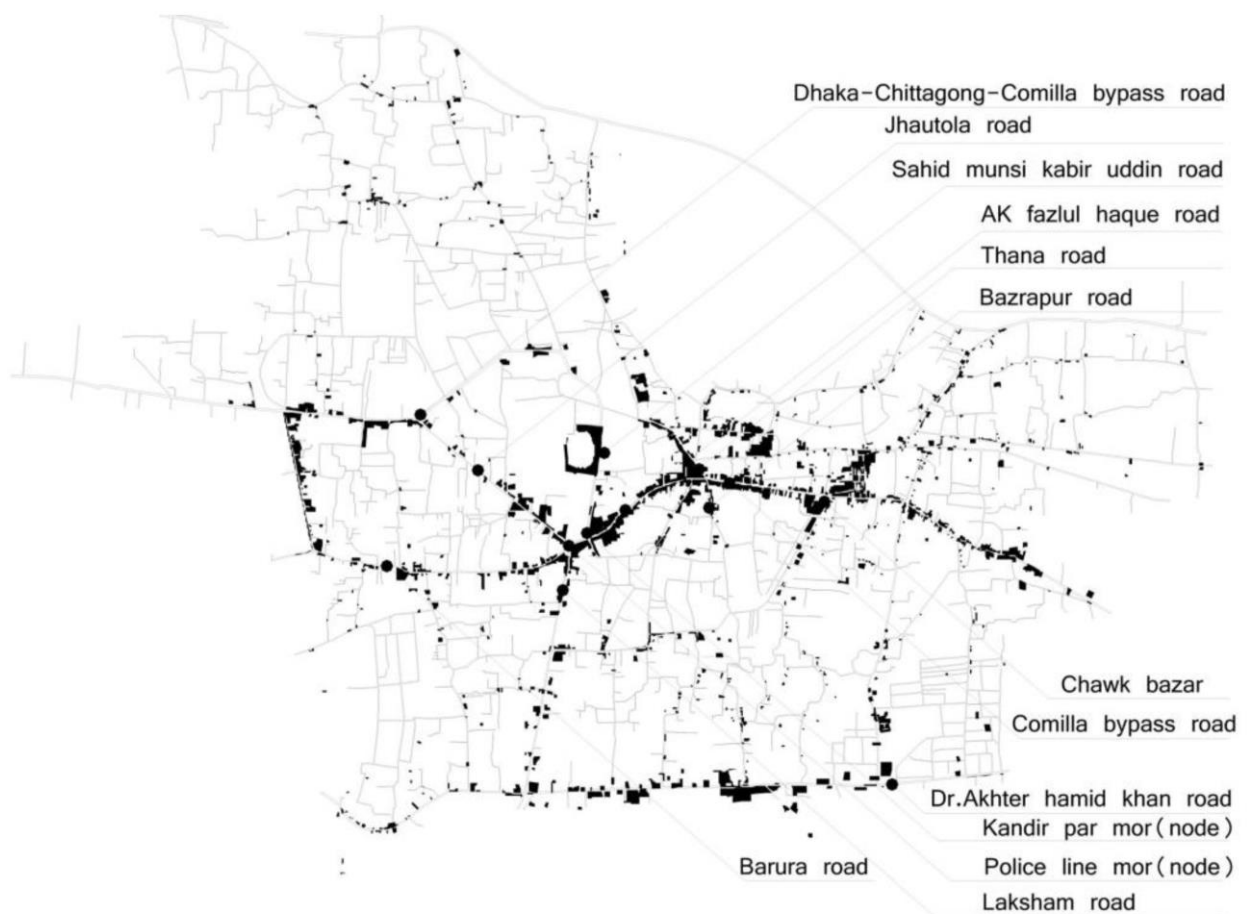 Dhaka-Chittagong-Comilla bypass road
Jhautola road
Sahid munsi kabir uddin road
AK fazlul haque road
Thana road
Bazrapur road
Chawk bazar
Comilla bypass road
Dr.Akhter hamid khan road
Kandir par mor(node)
Barura road
Police line mor(node)
Laksham road